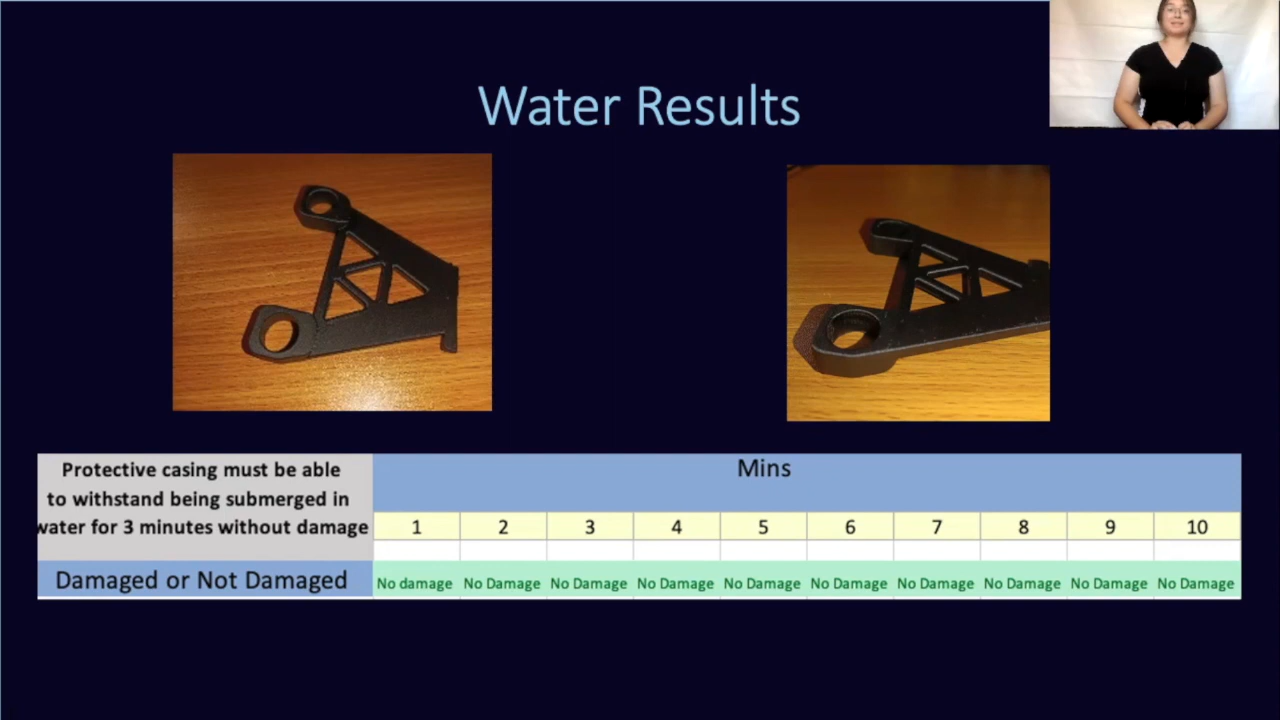 Water Results
Protective casing must be able
to withstand being submerged in
water for 3 minutes without damage
Mins
1 2 3 4 5 6 7 8 9 10
Damaged or Not Damaged
No damage No Damage No Damage No Damage No Damage No Damage No Damage No Damage No Damage No Damage